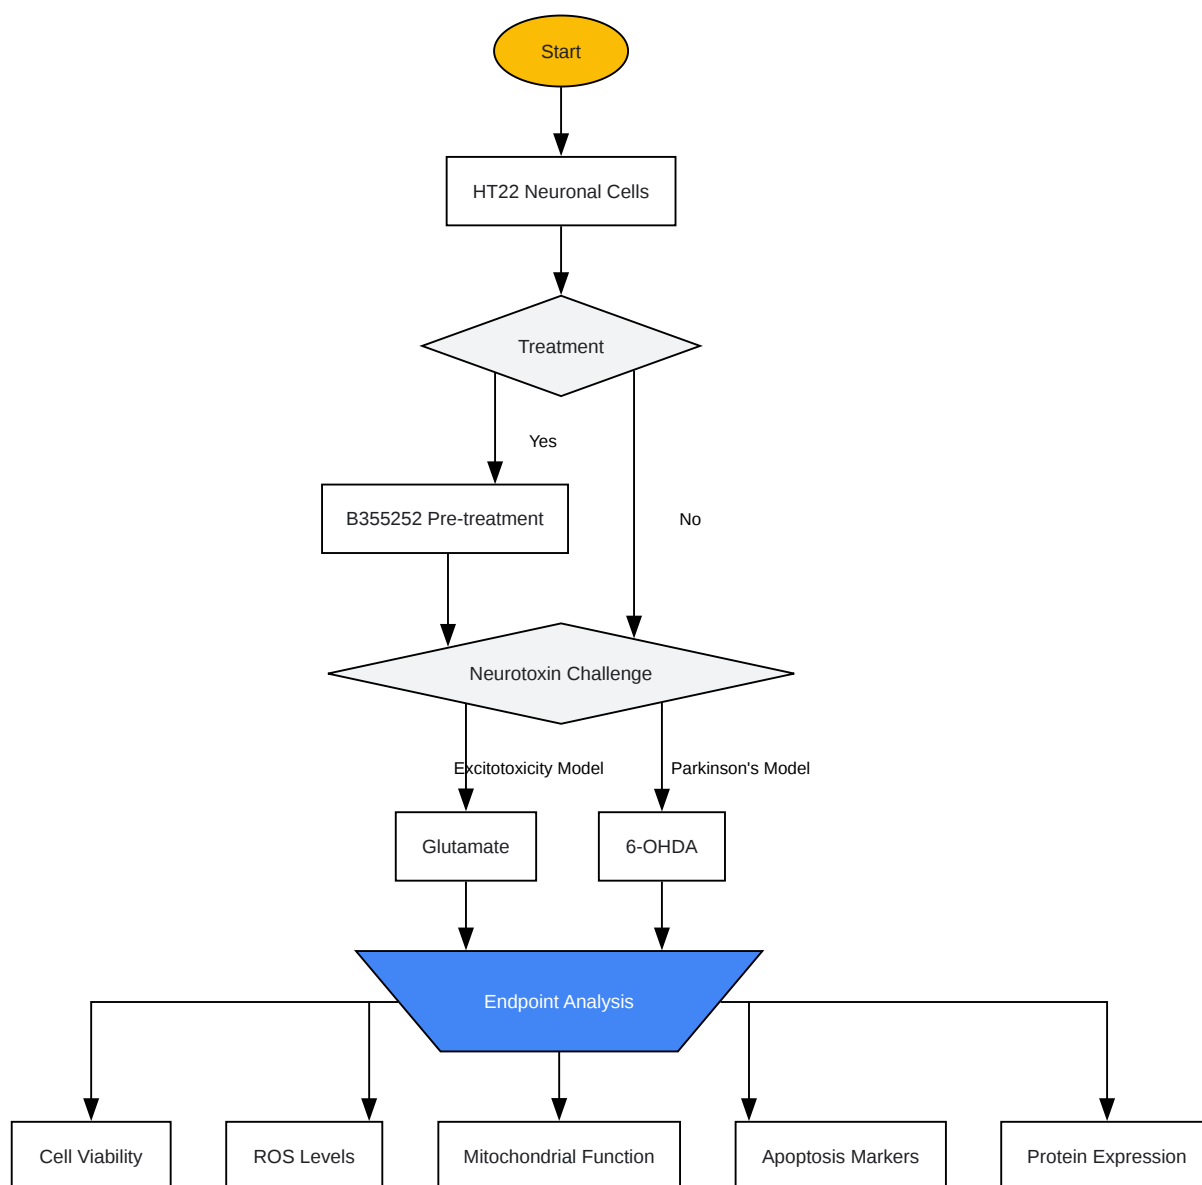 Start
HT22 Neuronal Cells
Treatment
Yes
B355252 Pre-treatment
No
Neurotoxin Challenge
Excitotoxicity Model
Parkinson's Model
Glutamate
6-OHDA
Endpoint Analysis
Cell Viability
ROS Levels
Mitochondrial Function
Apoptosis Markers
Protein Expression